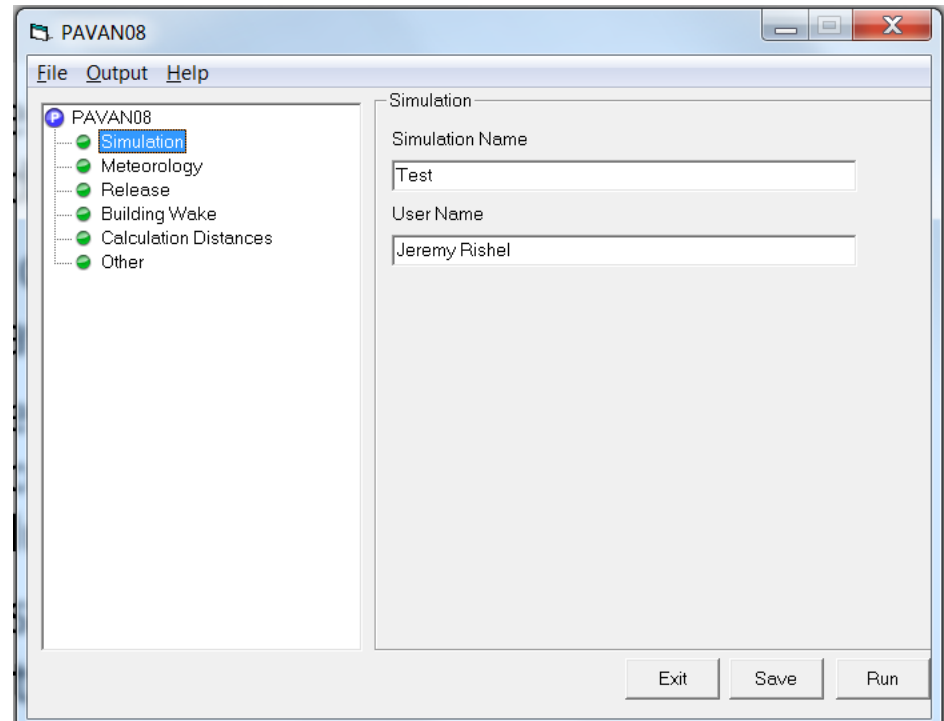 PAVAN08
File Output Help
PAVAN08
Simulation
Meteorology
Release
Building Wake
Calculation Distances
Other
Simulation
Simulation Name
Test
User Name
Jeremy Rishel
Exit Save Run